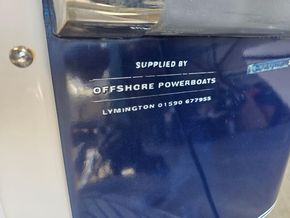 SUPPLIED BY
OFFSHORE POWERBOATS
LYMINGTON 01590 677955